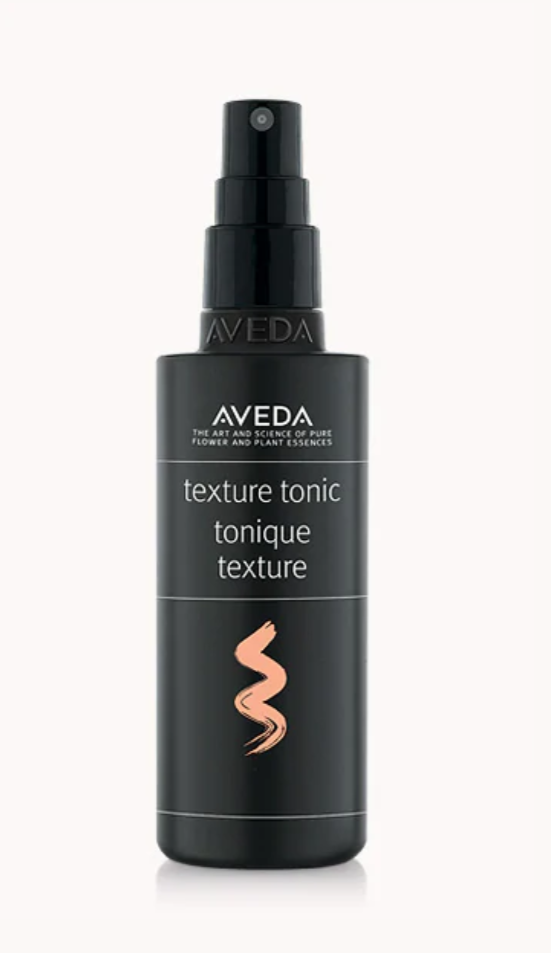 AVEDA
AVEDA
THE ART AND SCIENCE OF PURE
FLOWER AND PLANT ESSENCES
texture tonic
tonique
texture